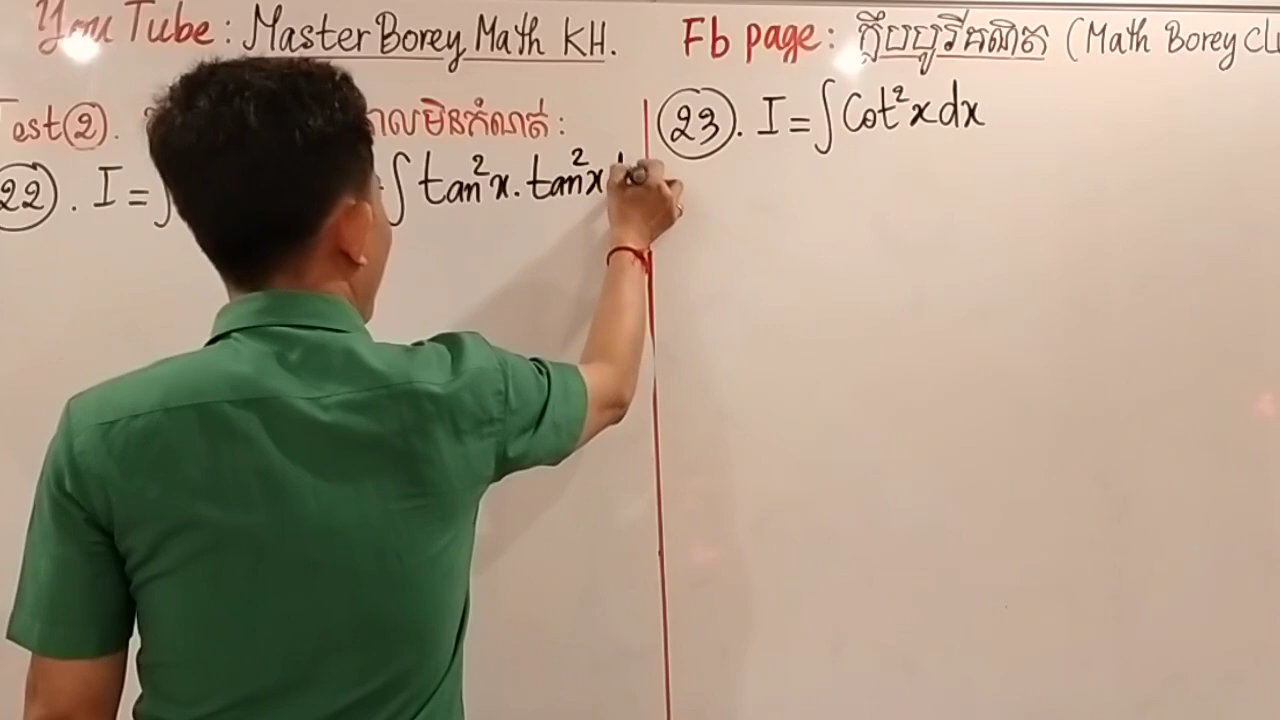 You Tube : Master Borey Math KH.
Fb page : ក្លឹបបូរីគណិត (Math Borey Cl
Test ②. មិនកំណត់ :
㉒. I = ∫ ∫ tan²x . tan²x
㉓. I = ∫ Cot²x dx